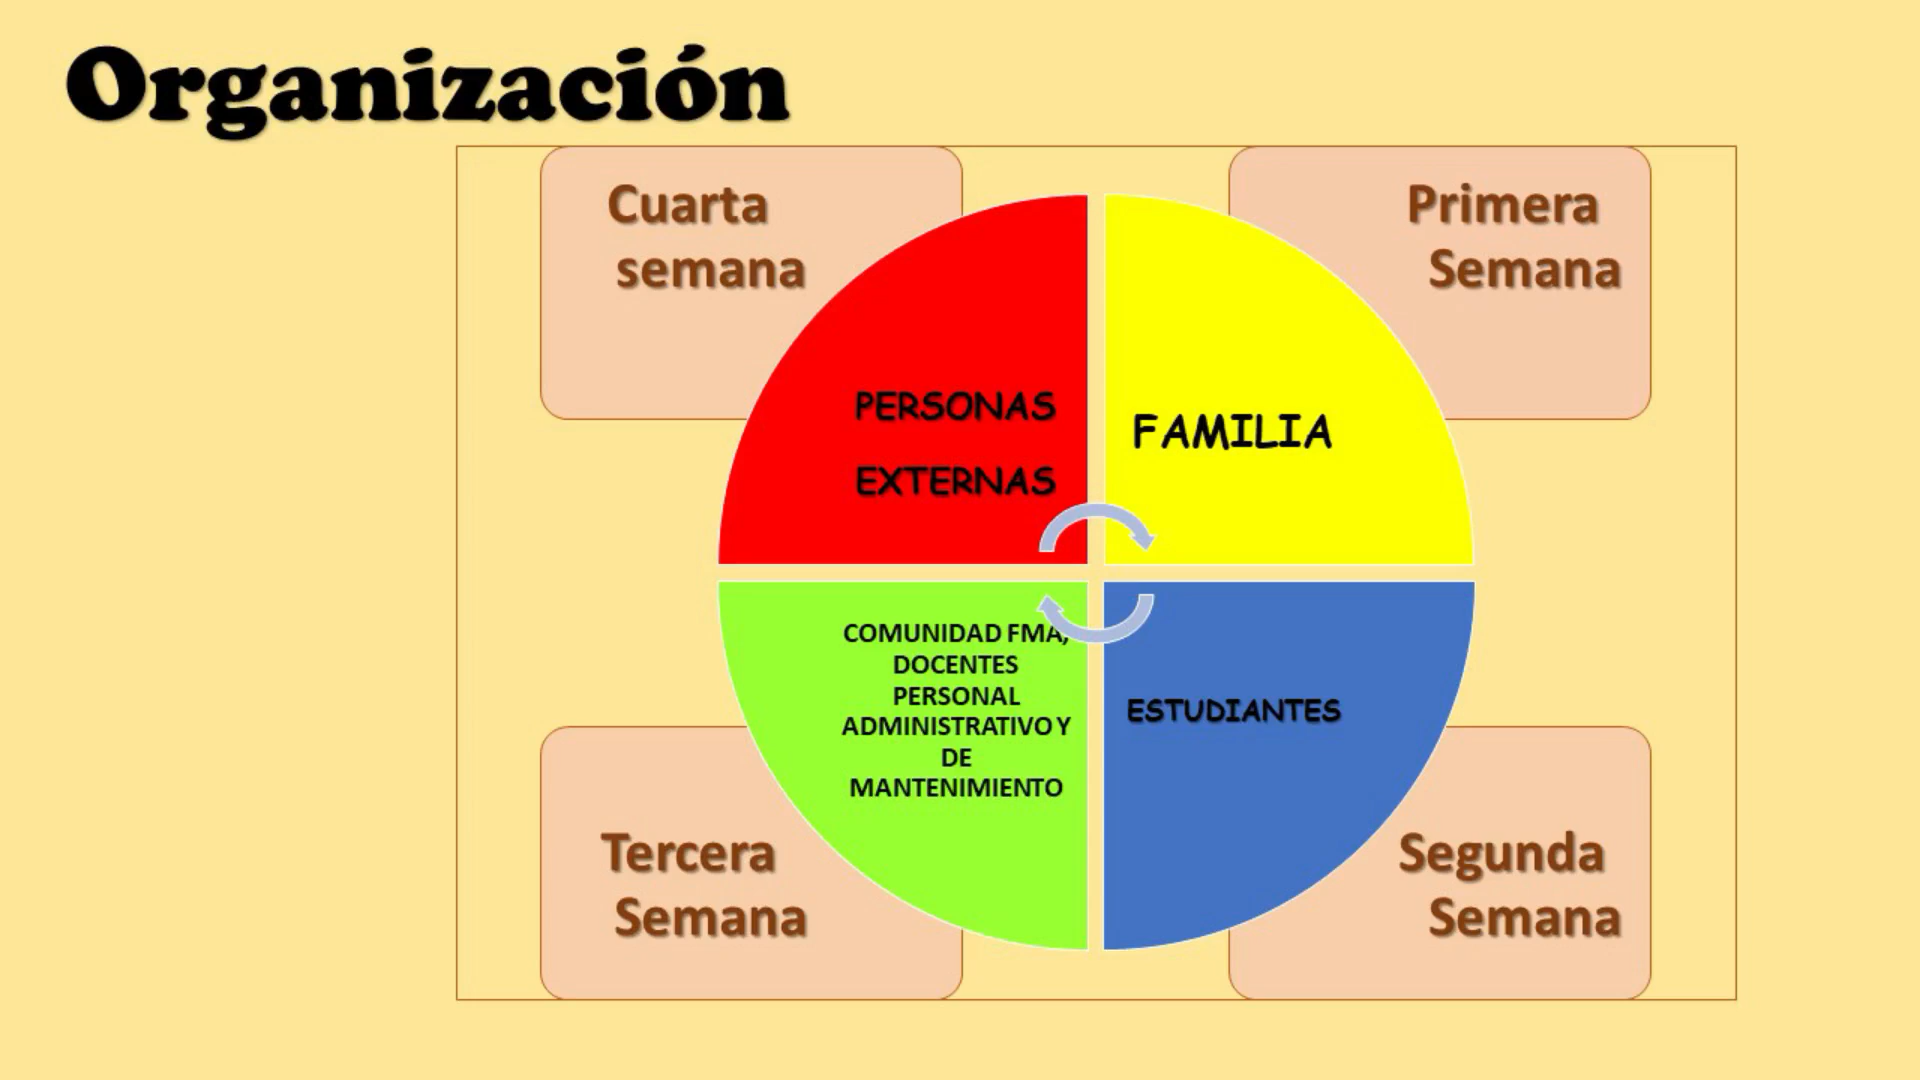 Organización
Cuarta
semana
Primera
Semana
PERSONAS
EXTERNAS
FAMILIA
COMUNIDAD FMA,
DOCENTES
PERSONAL
ADMINISTRATIVO Y
DE
MANTENIMIENTO
ESTUDIANTES
Tercera
Semana
Segunda
Semana